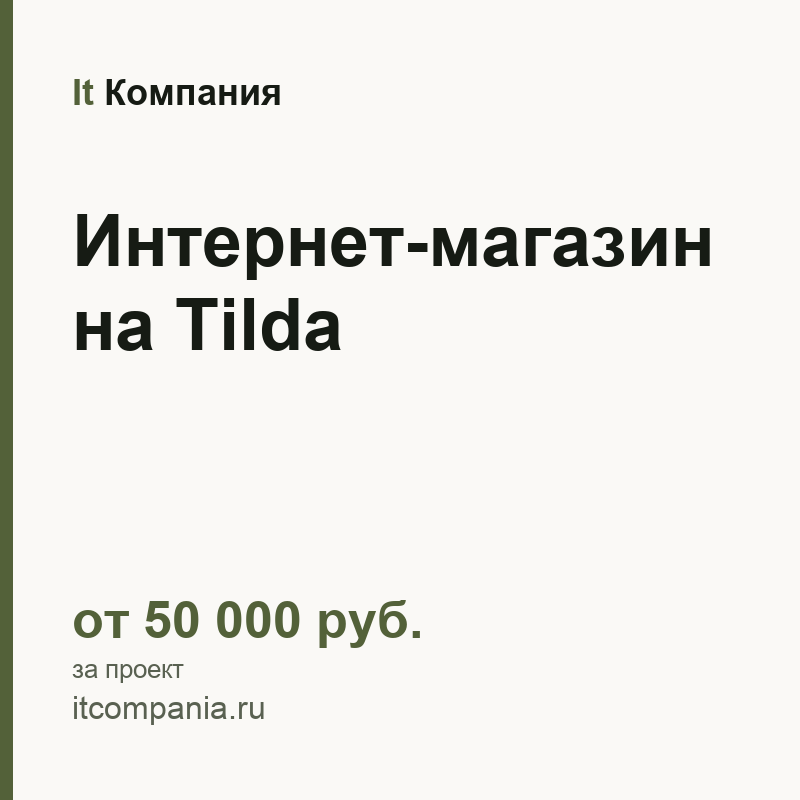 It Компания
Интернет-магазин
на Tilda
от 50 000 руб.
за проект
itcompania.ru